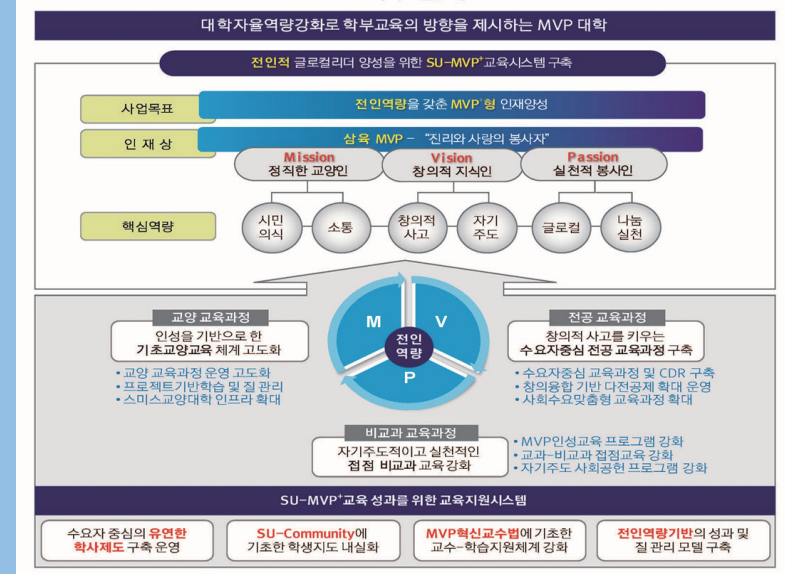 대학자율역량강화로 학부교육의 방향을 제시하는 MVP 대학
전인적 글로컬리더 양성을 위한 SU-MVP⁺교육시스템 구축
사업목표
전인역량을 갖춘 MVP⁺형 인재양성
인 재 상
삼육 MVP - “진리와 사랑의 봉사자”
Mission
정직한 교양인
Vision
창의적 지식인
Passion
실천적 봉사인
핵심역량
시민
의식
소통
창의적
사고
자기
주도
글로컬
나눔
실천
교양 교육과정
인성을 기반으로 한
기초교양교육 체계 고도화
• 교양 교육과정 운영 고도화
• 프로젝트기반학습 및 질 관리
• 스미스교양대학 인프라 확대
M
V
P
전인
역량
전공 교육과정
창의적 사고를 키우는
수요자중심 전공 교육과정 구축
• 수요자중심 교육과정 및 CDR 구축
• 창의융합 기반 다전공제 확대 운영
• 사회수요맞춤형 교육과정 확대
비교과 교육과정
자기주도적이고 실천적인
접점 비교과 교육 강화
• MVP인성교육 프로그램 강화
• 교과-비교과 접점교육 강화
• 자기주도 사회공헌 프로그램 강화
SU-MVP⁺교육 성과를 위한 교육지원시스템
수요자 중심의 유연한
학사제도 구축 운영
SU-Community에
기초한 학생지도 내실화
MVP혁신교수법에 기초한
교수-학습지원체계 강화
전인역량기반의 성과 및
질 관리 모델 구축